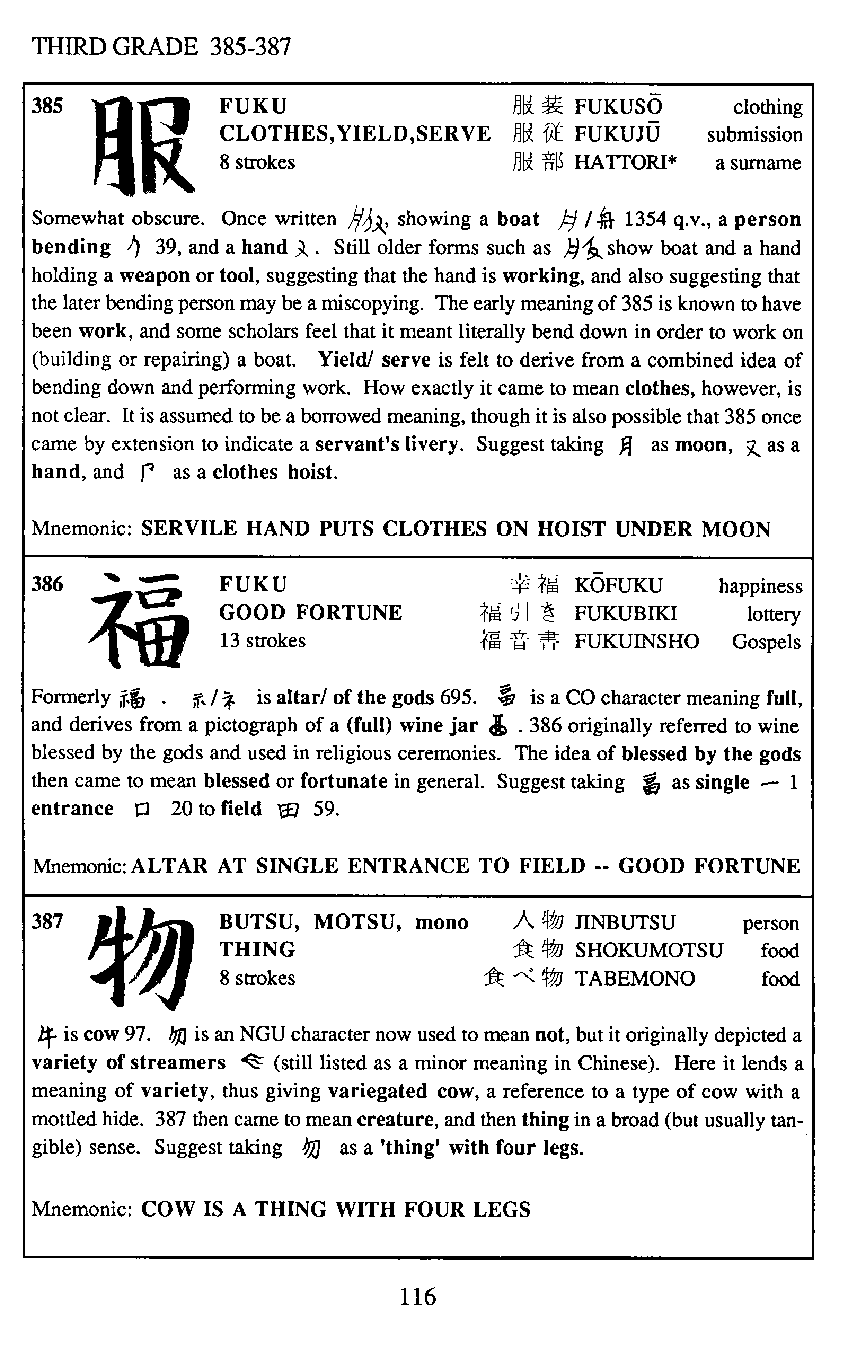 THIRD GRADE 385-387
385 服 FUKU 服装 FUKUSŌ clothing
CLOTHES,YIELD,SERVE 服従 FUKUJŪ submission
8 strokes 服部 HATTORI* a surname
Somewhat obscure. Once written , showing a boat / 舟 1354 q.v., a person
bending 39, and a hand . Still older forms such as show boat and a hand
holding a weapon or tool, suggesting that the hand is working, and also suggesting that
the later bending person may be a miscopying. The early meaning of 385 is known to have
been work, and some scholars feel that it meant literally bend down in order to work on
(building or repairing) a boat. Yield/ serve is felt to derive from a combined idea of
bending down and performing work. How exactly it came to mean clothes, however, is
not clear. It is assumed to be a borrowed meaning, though it is also possible that 385 once
came by extension to indicate a servant's livery. Suggest taking 月 as moon, 又 as a
hand, and 卩 as a clothes hoist.
Mnemonic: SERVILE HAND PUTS CLOTHES ON HOIST UNDER MOON
386 福 FUKU 幸福 KŌFUKU happiness
GOOD FORTUNE 福引き FUKUBIKI lottery
13 strokes 福音書 FUKUINSHO Gospels
Formerly 福 . 示/ネ is altar/ of the gods 695. 畐 is a CO character meaning full,
and derives from a pictograph of a (full) wine jar . 386 originally referred to wine
blessed by the gods and used in religious ceremonies. The idea of blessed by the gods
then came to mean blessed or fortunate in general. Suggest taking 畐 as single 一 1
entrance 口 20 to field 田 59.
Mnemonic: ALTAR AT SINGLE ENTRANCE TO FIELD -- GOOD FORTUNE
387 物 BUTSU, MOTSU, mono 人物 JINBUTSU person
THING 食物 SHOKUMOTSU food
8 strokes 食べ物 TABEMONO food
牛 is cow 97. 勿 is an NGU character now used to mean not, but it originally depicted a
variety of streamers (still listed as a minor meaning in Chinese). Here it lends a
meaning of variety, thus giving variegated cow, a reference to a type of cow with a
mottled hide. 387 then came to mean creature, and then thing in a broad (but usually tan-
gible) sense. Suggest taking 勿 as a 'thing' with four legs.
Mnemonic: COW IS A THING WITH FOUR LEGS
116